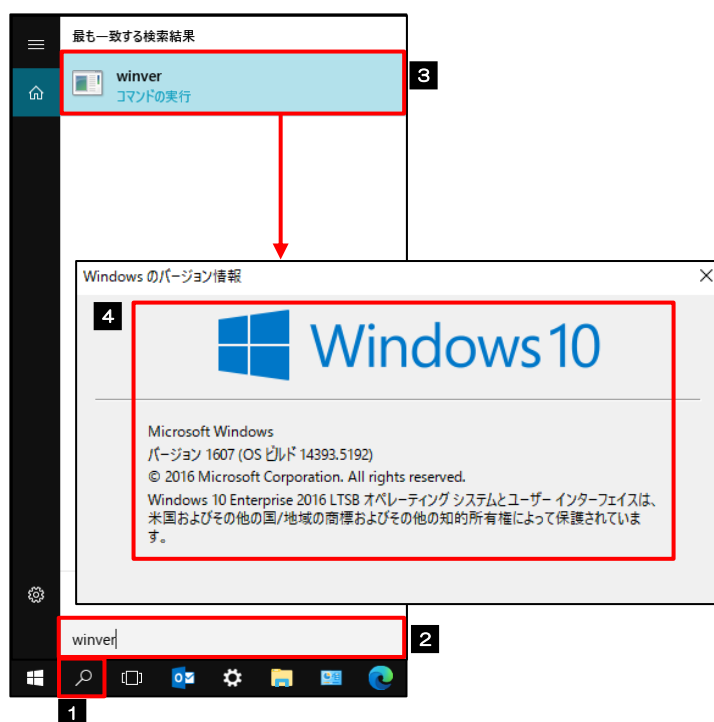 最も一致する検索結果
winver
コマンドの実行
3
Windows のバージョン情報
4
Windows 10
Microsoft Windows
バージョン 1607 (OS ビルド 14393.5192)
© 2016 Microsoft Corporation. All rights reserved.
Windows 10 Enterprise 2016 LTSB オペレーティング システムとユーザー インターフェイスは、
米国およびその他の国/地域の商標およびその他の知的所有権によって保護されていま
す。
winver
2
1